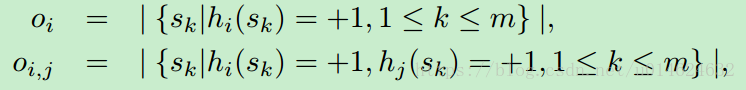 o_i = | {s_k|h_i(s_k) = +1, 1 ≤ k ≤ m} |,
o_{i,j} = | {s_k|h_i(s_k) = +1, h_j(s_k) = +1, 1 ≤ k ≤ m} |,